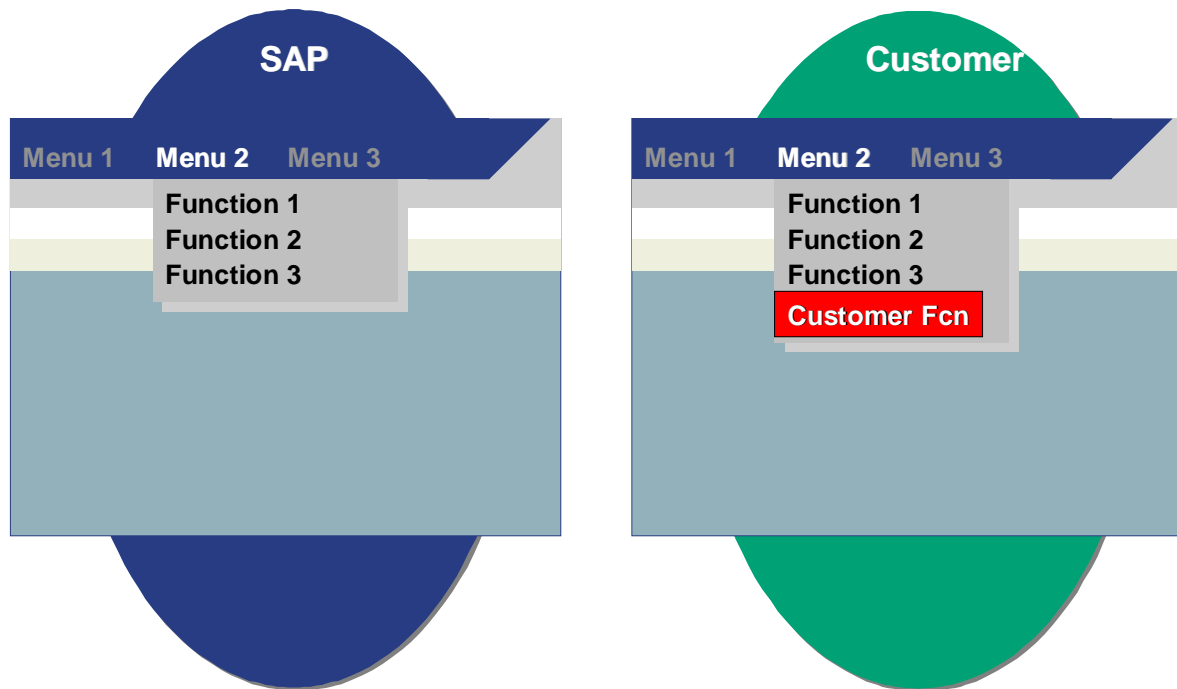 SAP
Menu 1 Menu 2 Menu 3
Function 1
Function 2
Function 3
Customer
Menu 1 Menu 2 Menu 3
Function 1
Function 2
Function 3
Customer Fcn